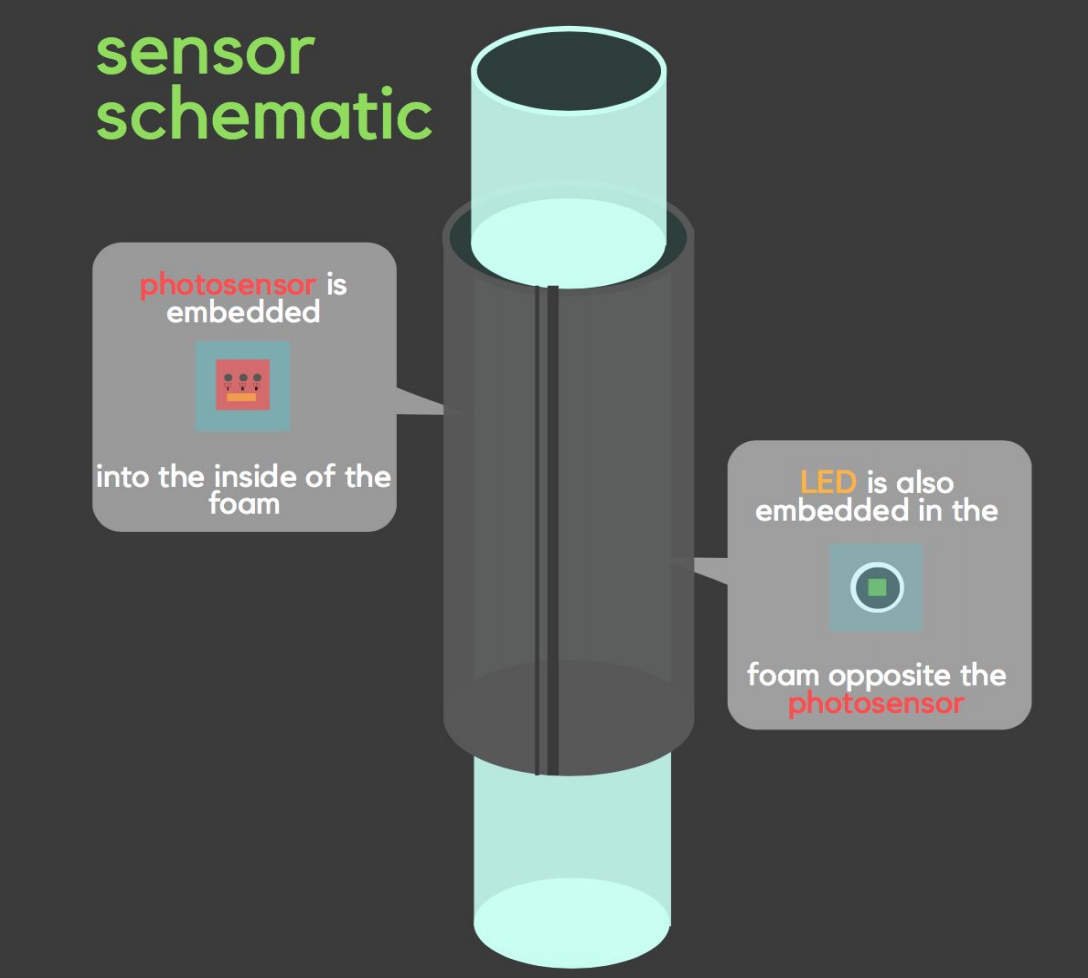 sensor
schematic
photosensor is
embedded
into the inside of the
foam
LED is also
embedded in the
foam opposite the
photosensor